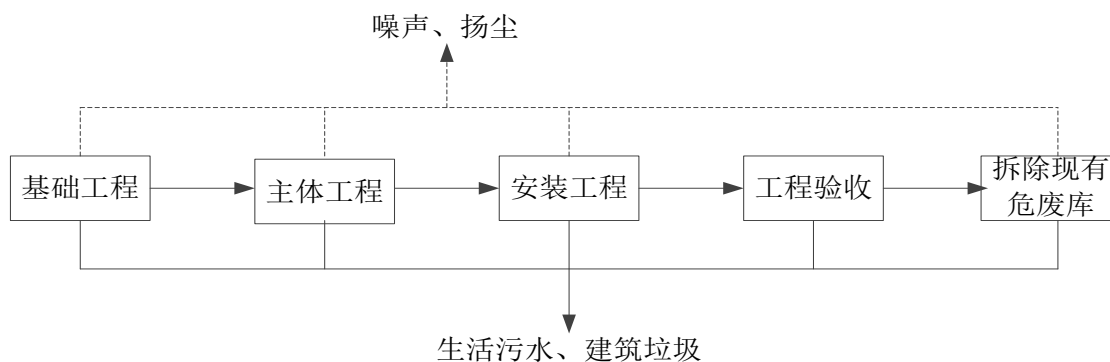 噪声、扬尘
基础工程
主体工程
安装工程
工程验收
拆除现有
危废库
生活污水、建筑垃圾